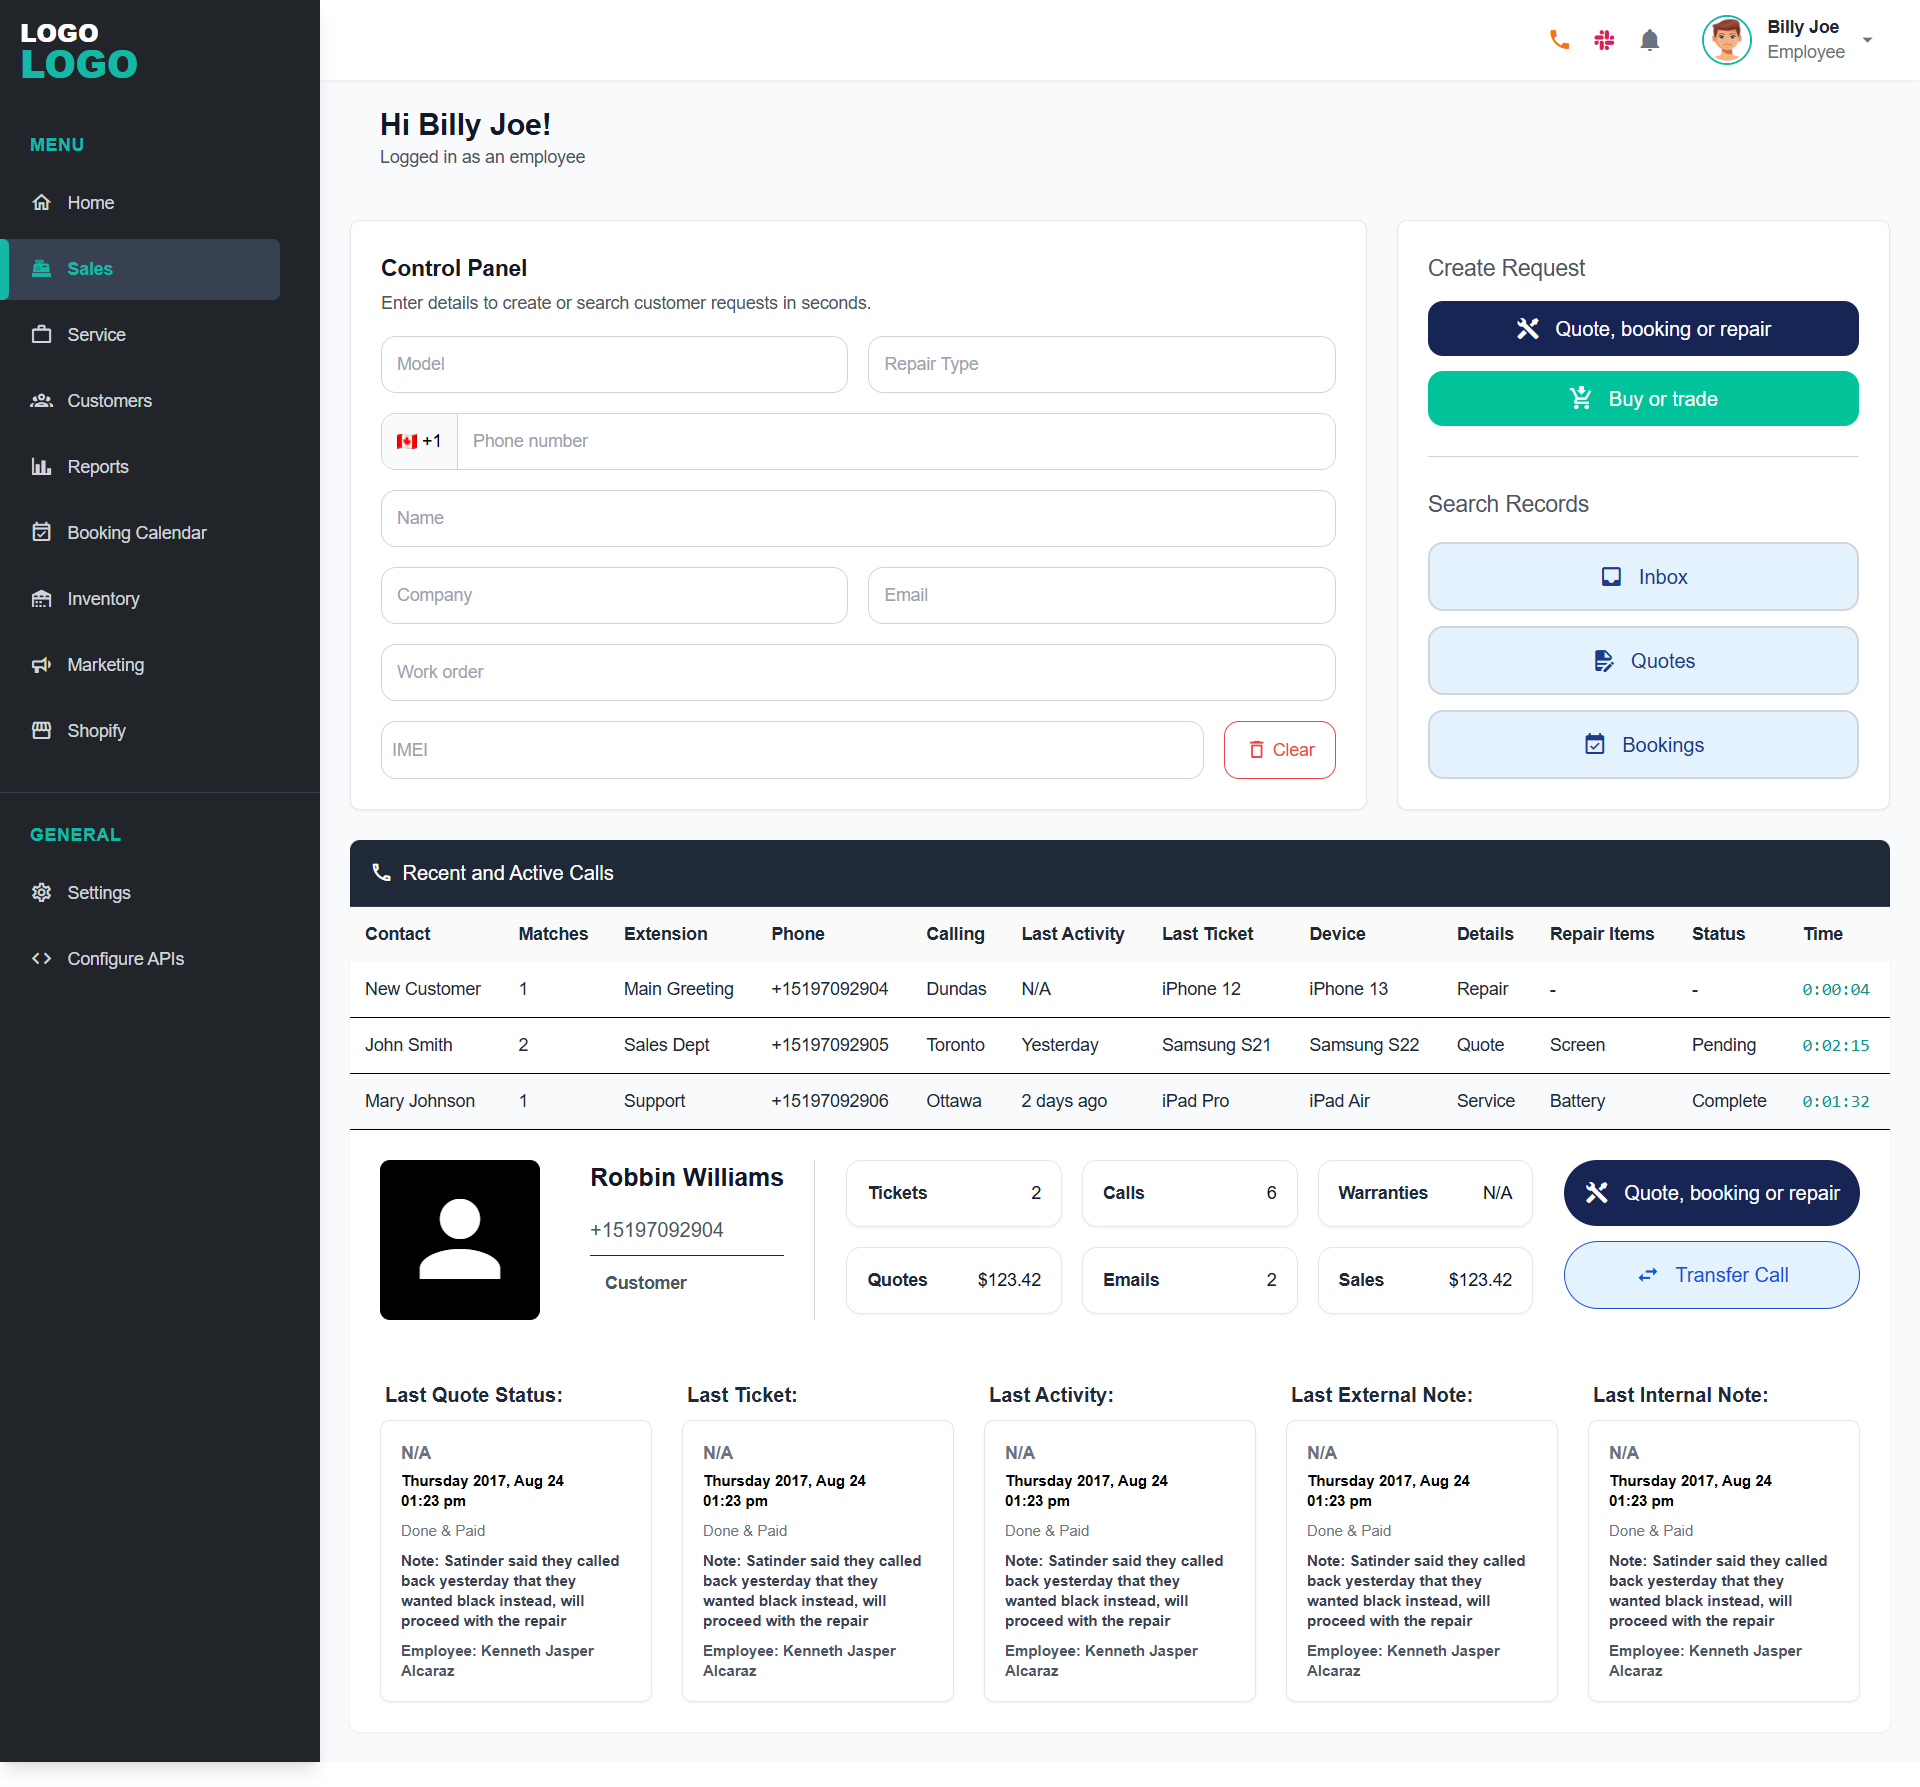 LOGO
LOGO
Billy Joe
Employee
MENU
Home
Sales
Service
Customers
Reports
Booking Calendar
Inventory
Marketing
Shopify
GENERAL
Settings
Configure APIs
Hi Billy Joe!
Logged in as an employee
Control Panel
Enter details to create or search customer requests in seconds.
Model
Repair Type
+1
Phone number
Name
Company
Email
Work order
IMEI
Clear
Create Request
Quote, booking or repair
Buy or trade
Search Records
Inbox
Quotes
Bookings
Recent and Active Calls
Contact Matches Extension Phone Calling Last Activity Last Ticket Device Details Repair Items Status Time
New Customer 1 Main Greeting +15197092904 Dundas N/A iPhone 12 iPhone 13 Repair - - 0:00:04
John Smith 2 Sales Dept +15197092905 Toronto Yesterday Samsung S21 Samsung S22 Quote Screen Pending 0:02:15
Mary Johnson 1 Support +15197092906 Ottawa 2 days ago iPad Pro iPad Air Service Battery Complete 0:01:32
Robbin Williams
+15197092904
Customer
Tickets 2
Calls 6
Warranties N/A
Quotes $123.42
Emails 2
Sales $123.42
Quote, booking or repair
Transfer Call
Last Quote Status:
N/A
Thursday 2017, Aug 24
01:23 pm
Done & Paid
Note: Satinder said they called
back yesterday that they
wanted black instead, will
proceed with the repair
Employee: Kenneth Jasper
Alcaraz
Last Ticket:
N/A
Thursday 2017, Aug 24
01:23 pm
Done & Paid
Note: Satinder said they called
back yesterday that they
wanted black instead, will
proceed with the repair
Employee: Kenneth Jasper
Alcaraz
Last Activity:
N/A
Thursday 2017, Aug 24
01:23 pm
Done & Paid
Note: Satinder said they called
back yesterday that they
wanted black instead, will
proceed with the repair
Employee: Kenneth Jasper
Alcaraz
Last External Note:
N/A
Thursday 2017, Aug 24
01:23 pm
Done & Paid
Note: Satinder said they called
back yesterday that they
wanted black instead, will
proceed with the repair
Employee: Kenneth Jasper
Alcaraz
Last Internal Note:
N/A
Thursday 2017, Aug 24
01:23 pm
Done & Paid
Note: Satinder said they called
back yesterday that they
wanted black instead, will
proceed with the repair
Employee: Kenneth Jasper
Alcaraz